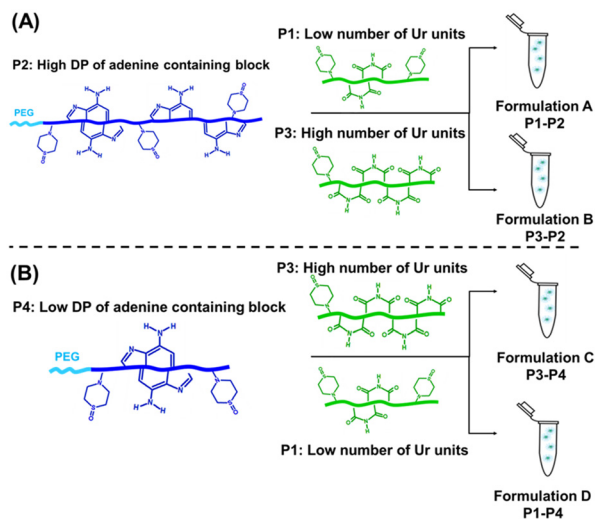 (A)
P1: Low number of Ur units
P2: High DP of adenine containing block
PEG
Formulation A
P1-P2
P3: High number of Ur units
Formulation B
P3-P2
(B)
P3: High number of Ur units
P4: Low DP of adenine containing block
PEG
Formulation C
P3-P4
P1: Low number of Ur units
Formulation D
P1-P4